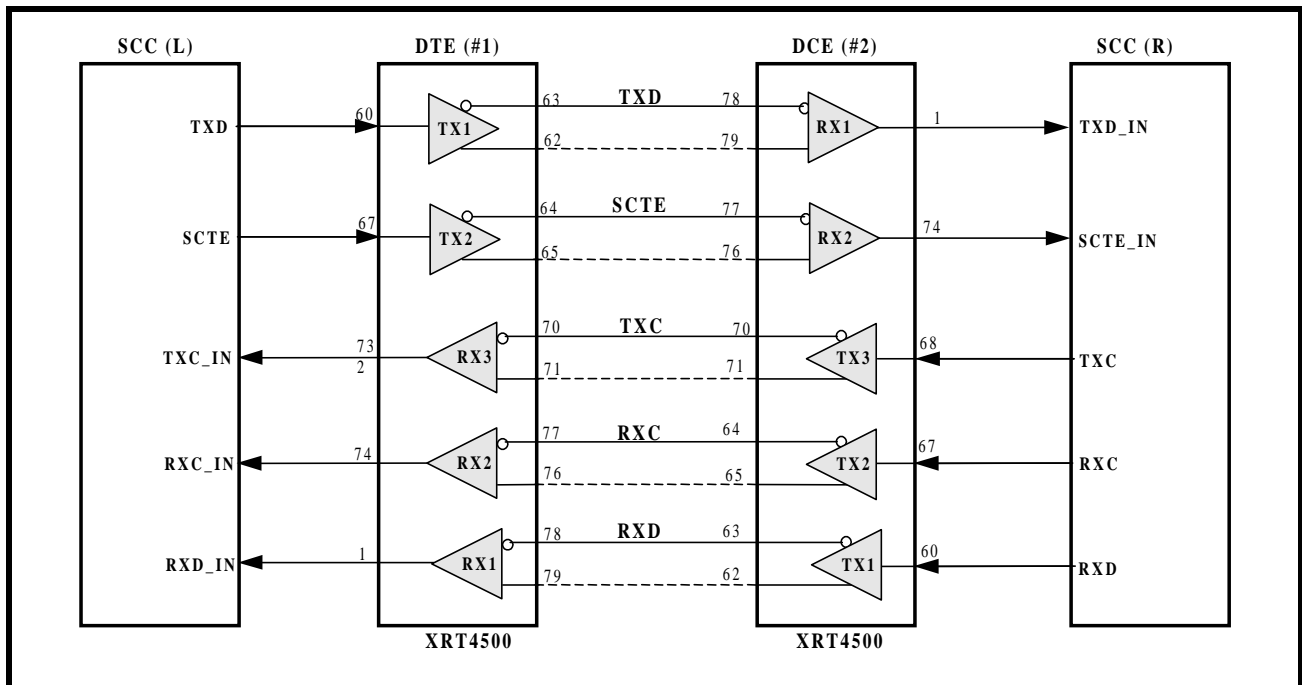 SCC (L) DTE (#1) DCE (#2) SCC (R)
TXD 60 TX1 63 TXD 78 RX1 1 TXD_IN
62 79
SCTE 67 TX2 64 SCTE 77 RX2 74 SCTE_IN
65 76
TXC_IN 73 RX3 70 TXC 70 TX3 68 TXC
2 71 71
RXC_IN 74 RX2 77 RXC 64 TX2 67 RXC
76 65
RXD_IN 1 RX1 78 RXD 63 TX1 60 RXD
79 62
XRT4500 XRT4500